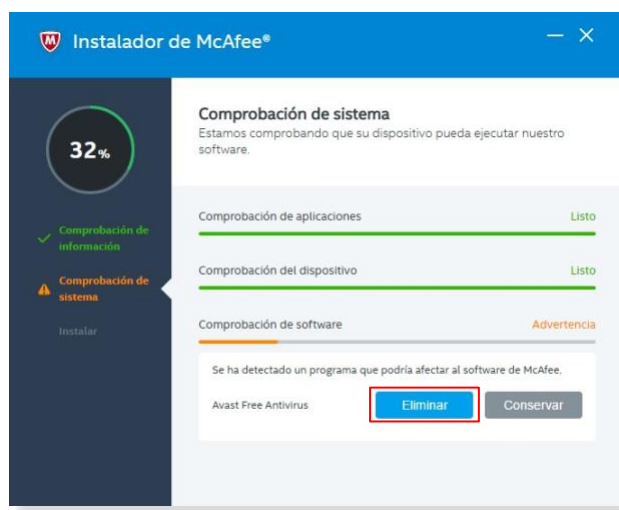 Instalador de McAfee®
32%
Comprobación de sistema
Estamos comprobando que su dispositivo pueda ejecutar nuestro
software.
Comprobación de
información
Comprobación de
sistema
Instalar
Comprobación de aplicaciones Listo
Comprobación del dispositivo Listo
Comprobación de software Advertencia
Se ha detectado un programa que podría afectar al software de McAfee.
Avast Free Antivirus Eliminar Conservar